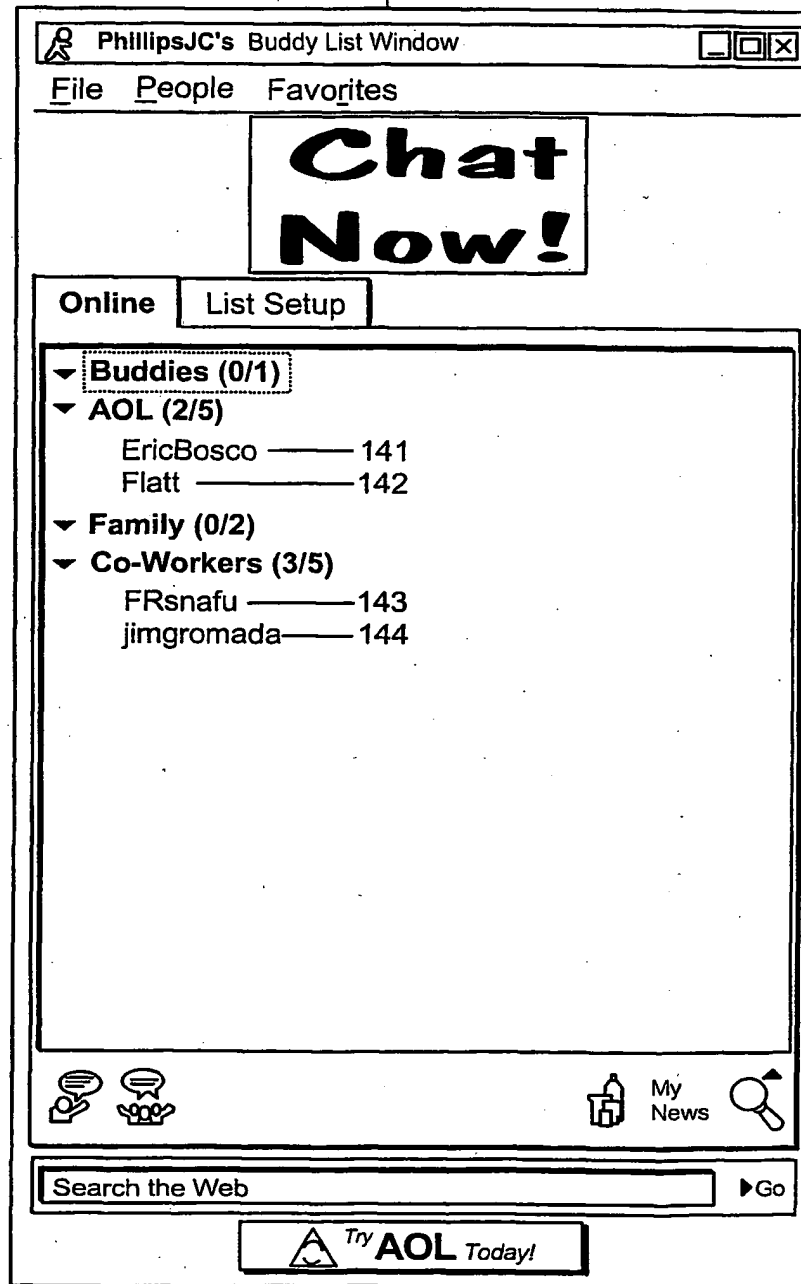 PhillipsJC's Buddy List Window
File People Favorites
Chat
Now!
Online List Setup
Buddies (0/1)
AOL (2/5)
EricBosco 141
Flatt 142
Family (0/2)
Co-Workers (3/5)
FRsnafu 143
jimgromada 144
My
News
Search the Web Go
Try AOL Today!